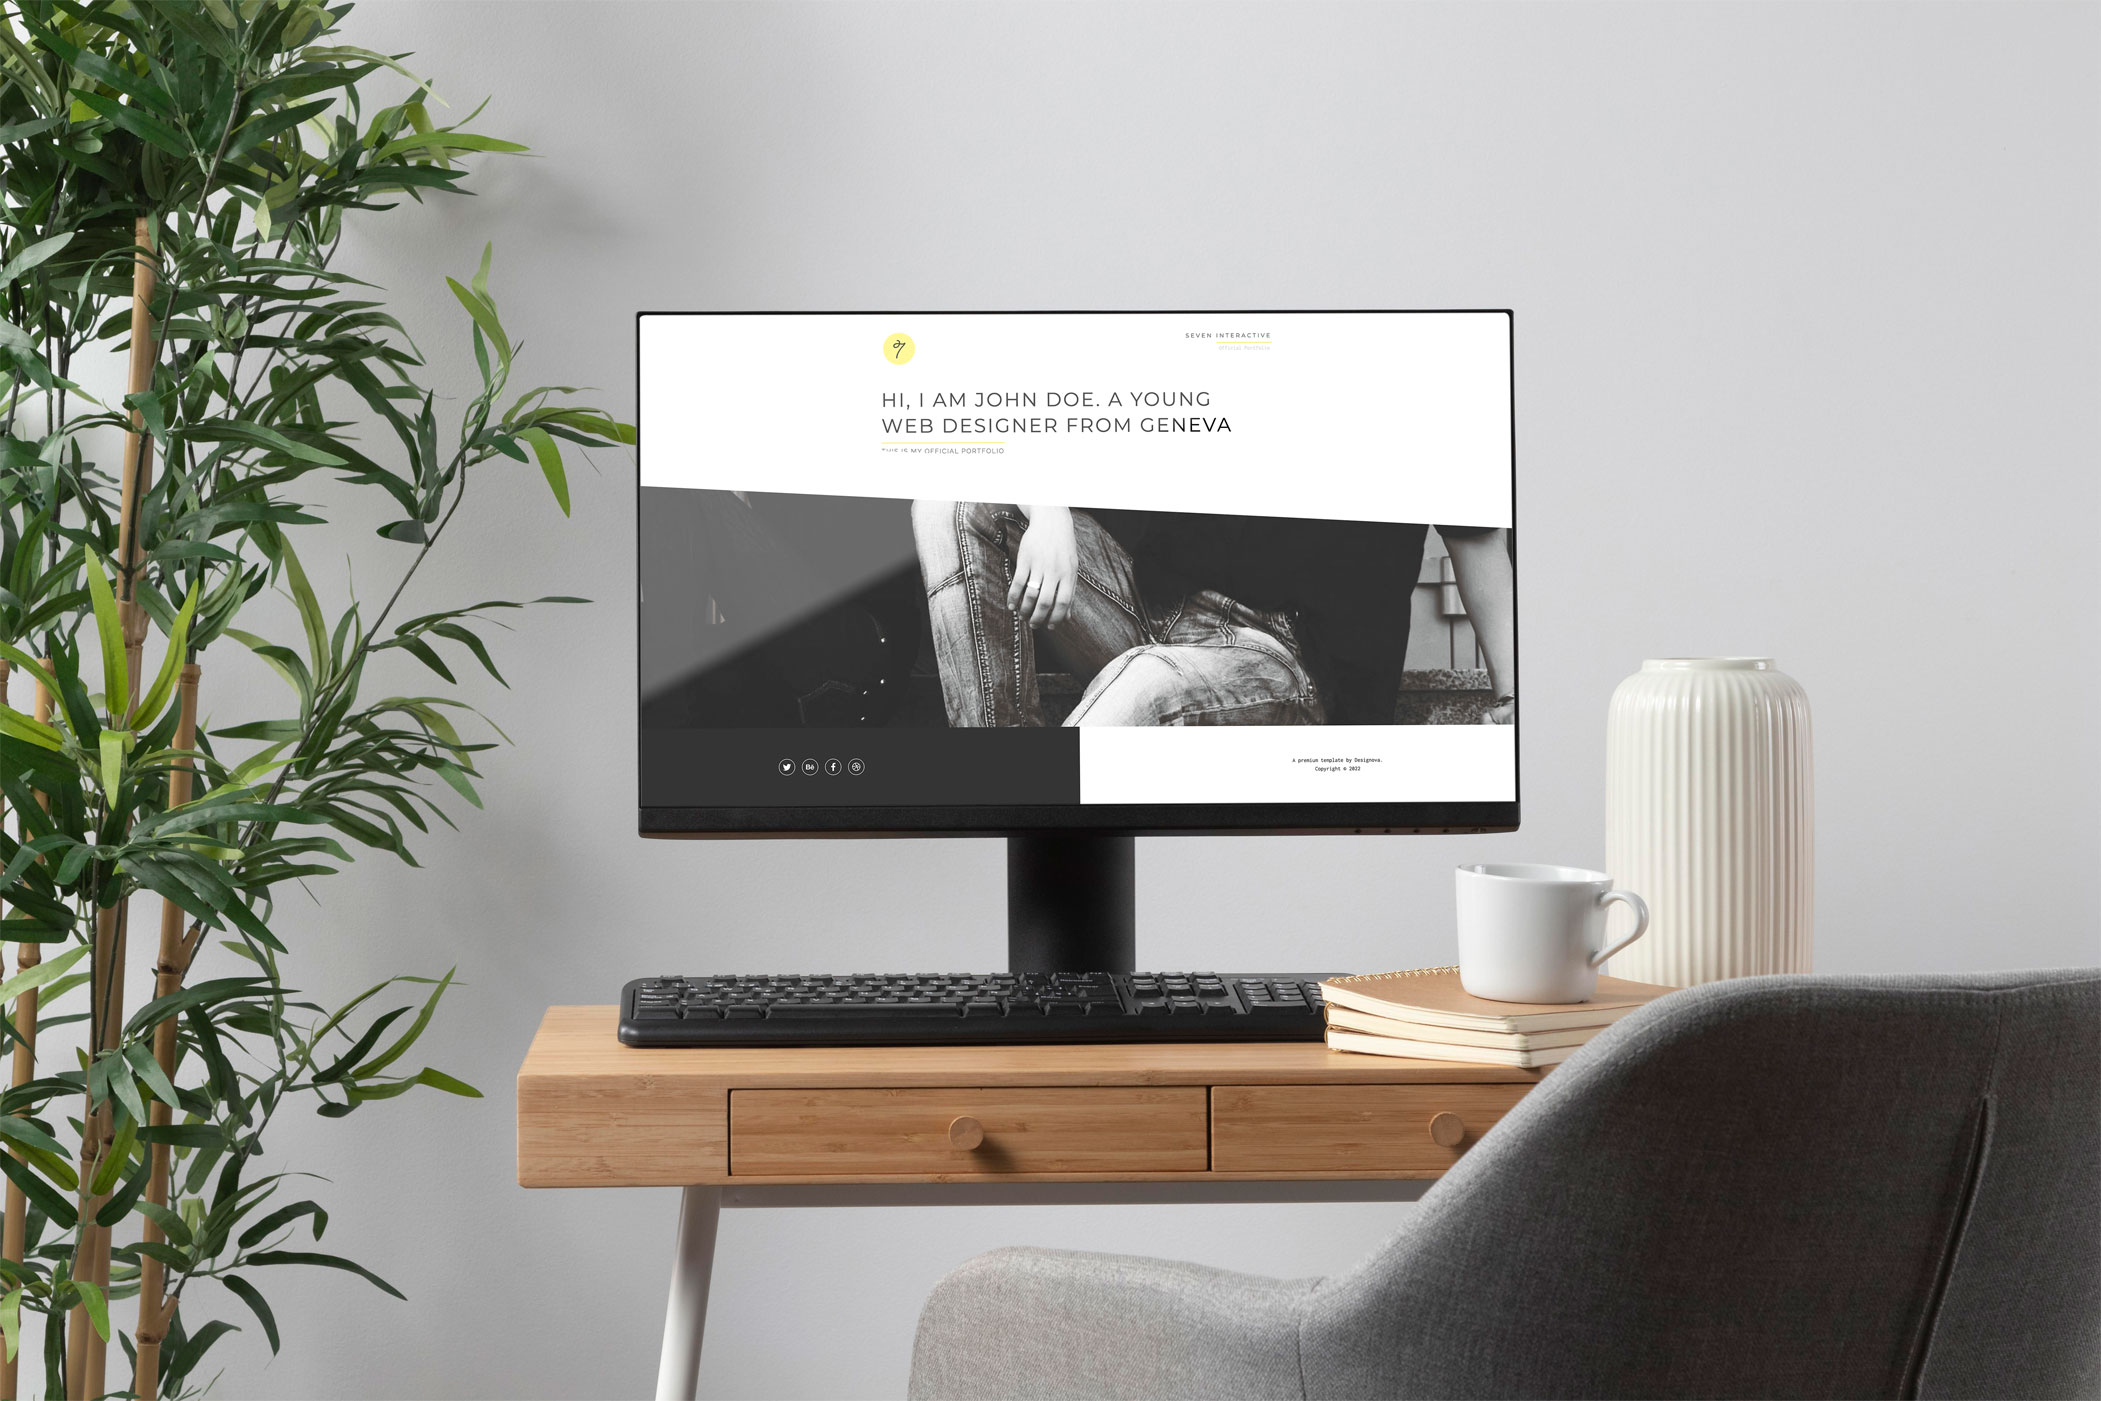 SEVEN INTERACTIVE
Official Portfolio
HI, I AM JOHN DOE. A YOUNG
WEB DESIGNER FROM GENEVA
THIS IS MY OFFICIAL PORTFOLIO
Bē
A premium template by Designova.
Copyright © 2022